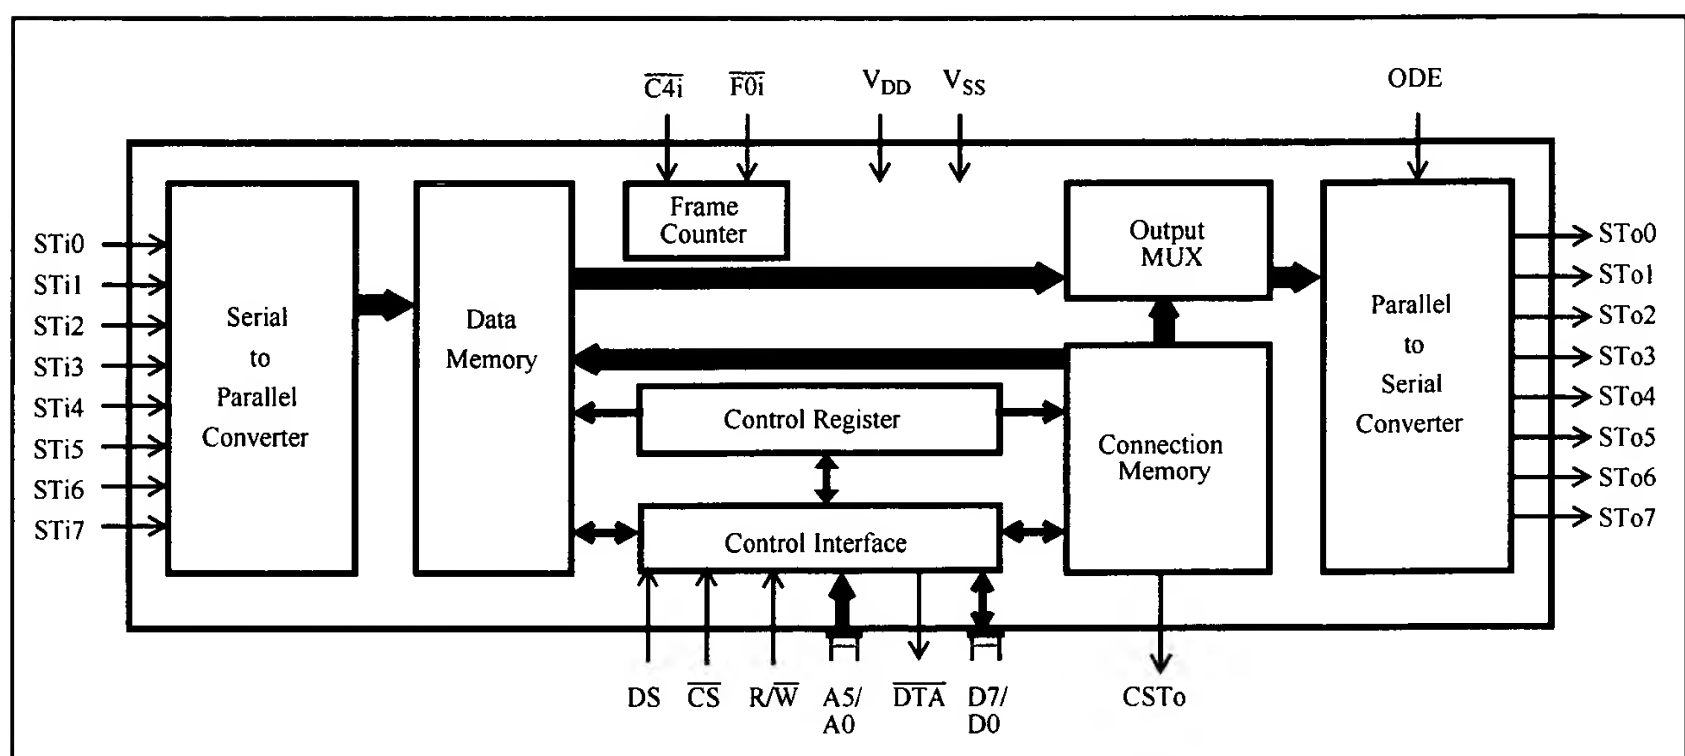 C4i F0i VDD VSS ODE
STi0
STi1
STi2
STi3
STi4
STi5
STi6
STi7
Serial
to
Parallel
Converter
Data
Memory
Frame
Counter
Control Register
Control Interface
Output
MUX
Connection
Memory
Parallel
to
Serial
Converter
STo0
STo1
STo2
STo3
STo4
STo5
STo6
STo7
DS CS R/W A5/
A0 DTA D7/
D0 CSTo